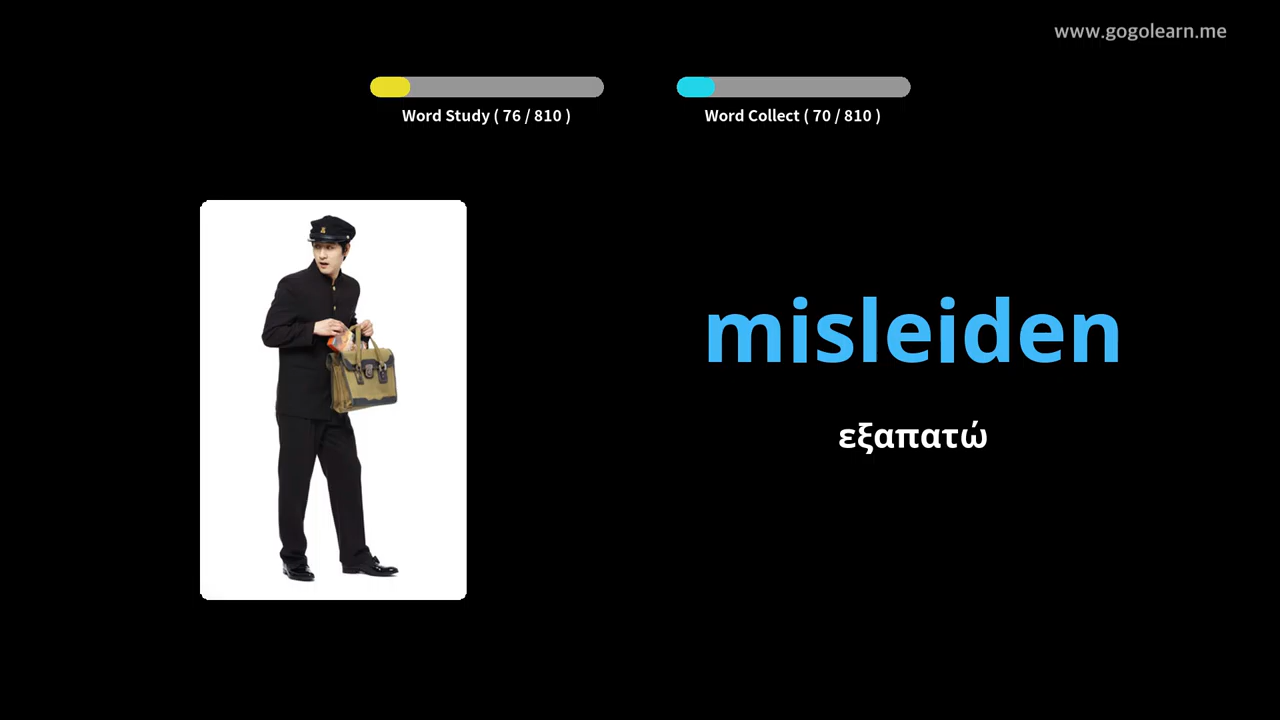 www.gogolearn.me
Word Study ( 76 / 810 )
Word Collect ( 70 / 810 )
misleiden
εξαπατώ